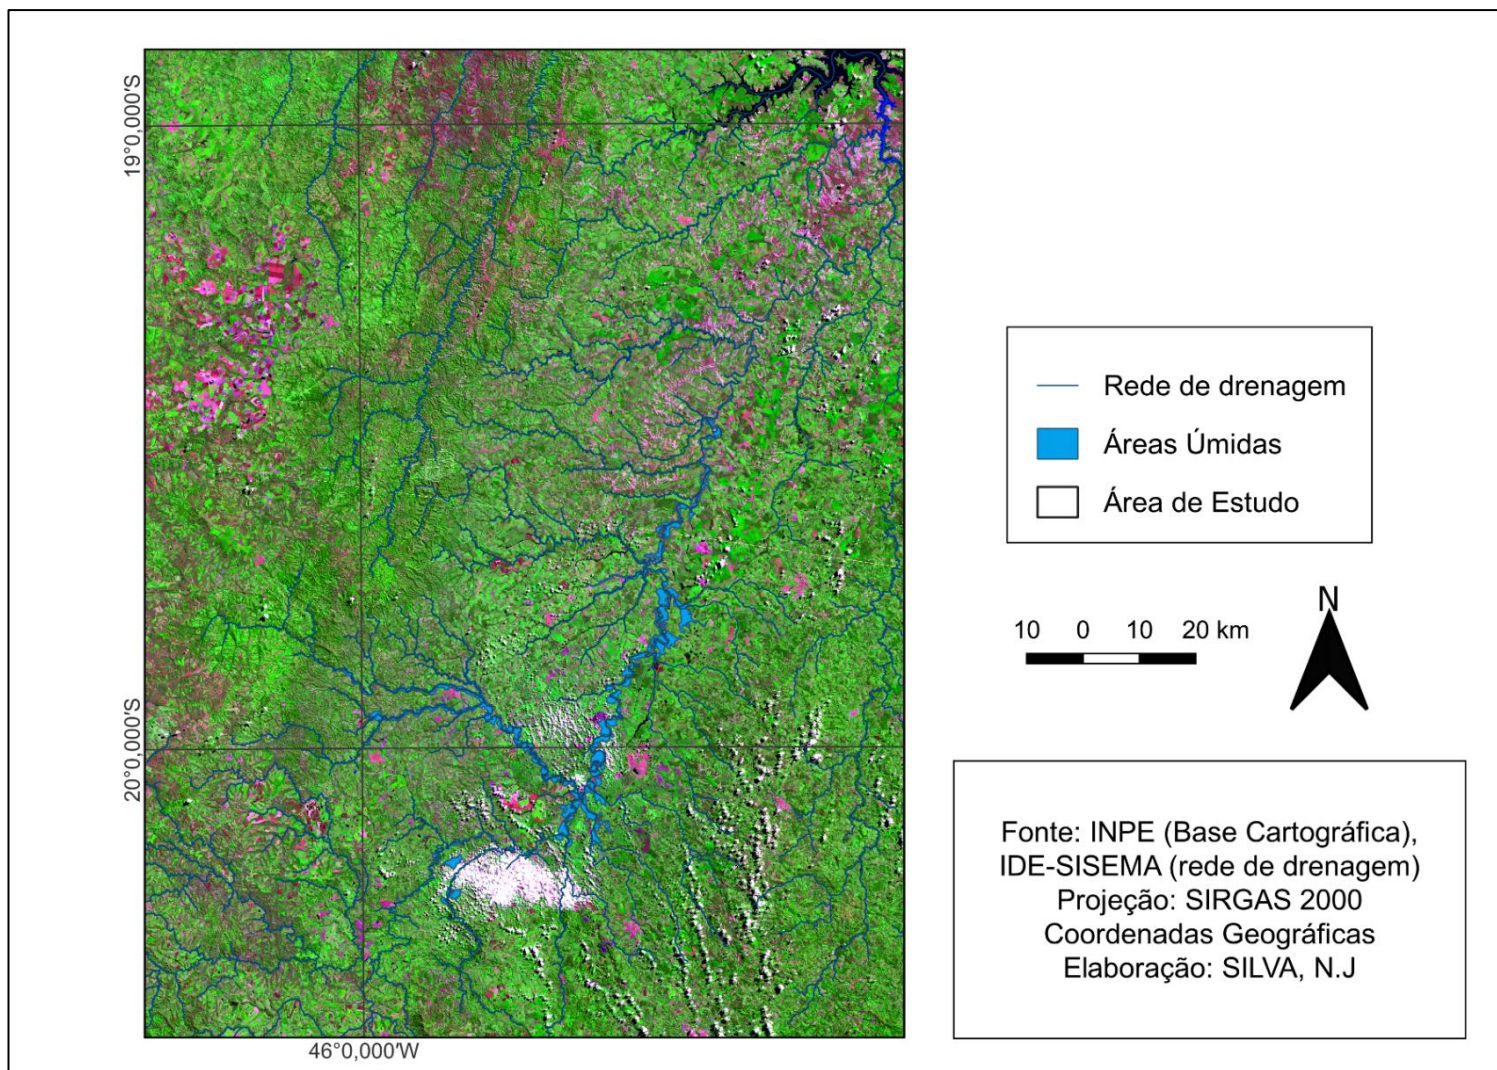 19°0,000'S
20°0,000'S
46°0,000'W
Rede de drenagem
Áreas Úmidas
Área de Estudo
10 0 10 20 km
N
Fonte: INPE (Base Cartográfica),
IDE-SISEMA (rede de drenagem)
Projeção: SIRGAS 2000
Coordenadas Geográficas
Elaboração: SILVA, N.J